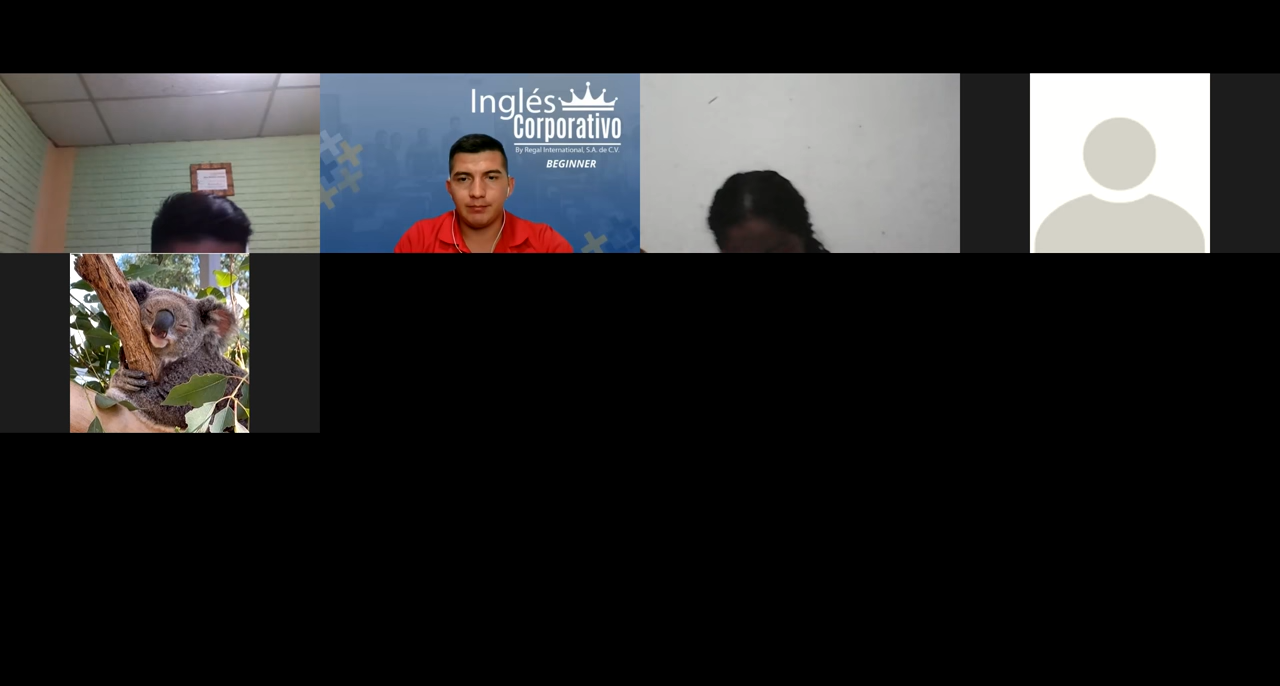 Inglés
Corporativo
By Regal International, S.A. de C.V.
BEGINNER